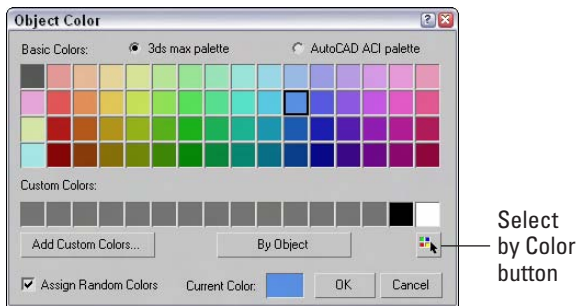 Object Color
Basic Colors:
3ds max palette
AutoCAD ACI palette
Custom Colors:
Add Custom Colors...
By Object
Select
by Color
button
Assign Random Colors
Current Color:
OK
Cancel